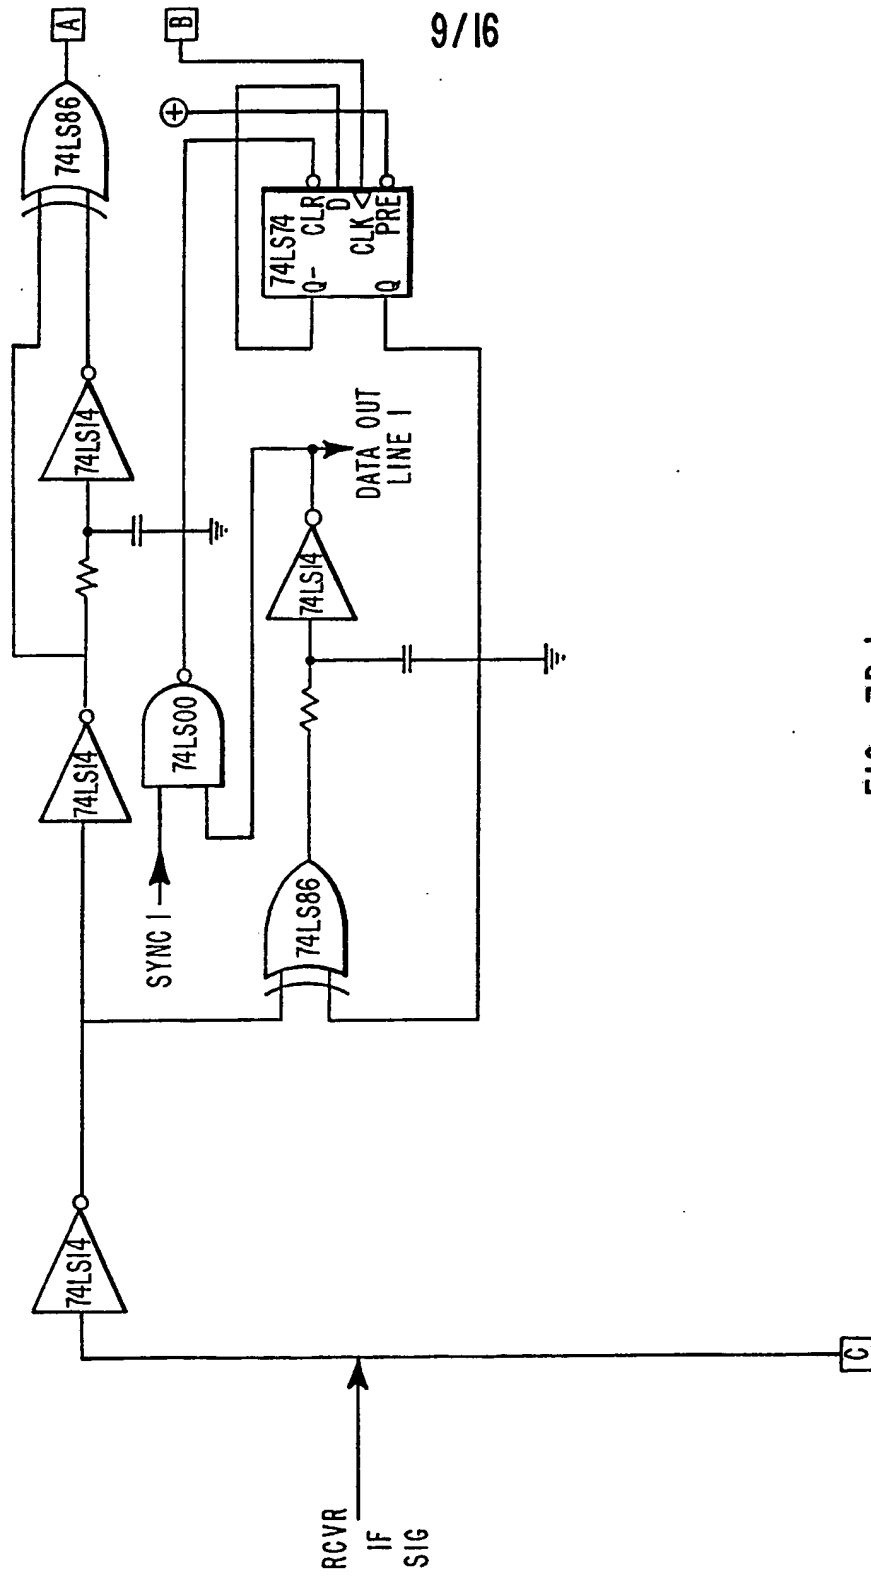 9/16
A
B
74LS86
74LS14
74LS14
74LS14
74LS00
SYNC 1
74LS74
CLR
D
CLK
PRE
Q-
Q
DATA OUT
LINE 1
74LS14
74LS86
RCVR
IF
SIG
C